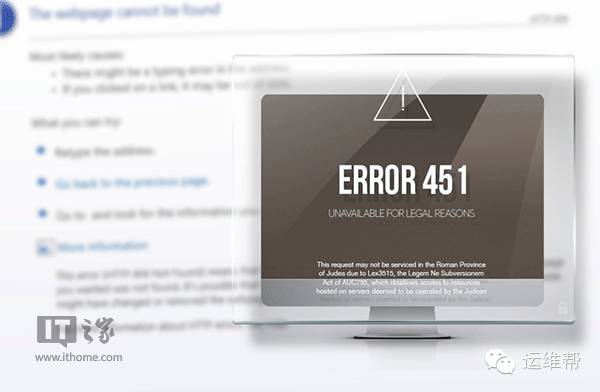 The webpage cannot be found
HTTP 404
Most likely causes:
There might be a typing error in the address.
If you clicked on a link, it may be out of date.
What you can try:
Retype the address.
Go back to the previous page.
Go to and look for the information you
More information
This error (HTTP 404 Not Found) means that
you wanted was not found. It's possible that
might have changed or removed the
information about HTTP
ERROR 451
UNAVAILABLE FOR LEGAL REASONS
This request may not be serviced in the Roman Province
of Judea due to Lex3515, the Legem Ne Subversionem
Act of AUC755, which disallows access to resources
hosted on servers deemed to be operated by the Judean
IT之家
www.ithome.com
运维帮